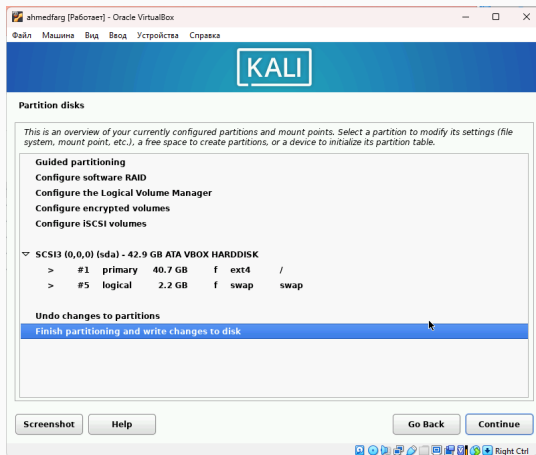 ahmedfarg [Работает] - Oracle VirtualBox
Файл Машина Вид Ввод Устройства Справка
KALI
Partition disks
This is an overview of your currently configured partitions and mount points. Select a partition to modify its settings (file
system, mount point, etc.), a free space to create partitions, or a device to initialize its partition table.
Guided partitioning
Configure software RAID
Configure the Logical Volume Manager
Configure encrypted volumes
Configure iSCSI volumes
SCSI3 (0,0,0) (sda) - 42.9 GB ATA VBOX HARDDISK
> #1 primary 40.7 GB f ext4 /
> #5 logical 2.2 GB f swap swap
Undo changes to partitions
Finish partitioning and write changes to disk
Screenshot Help Go Back Continue
Right Ctrl